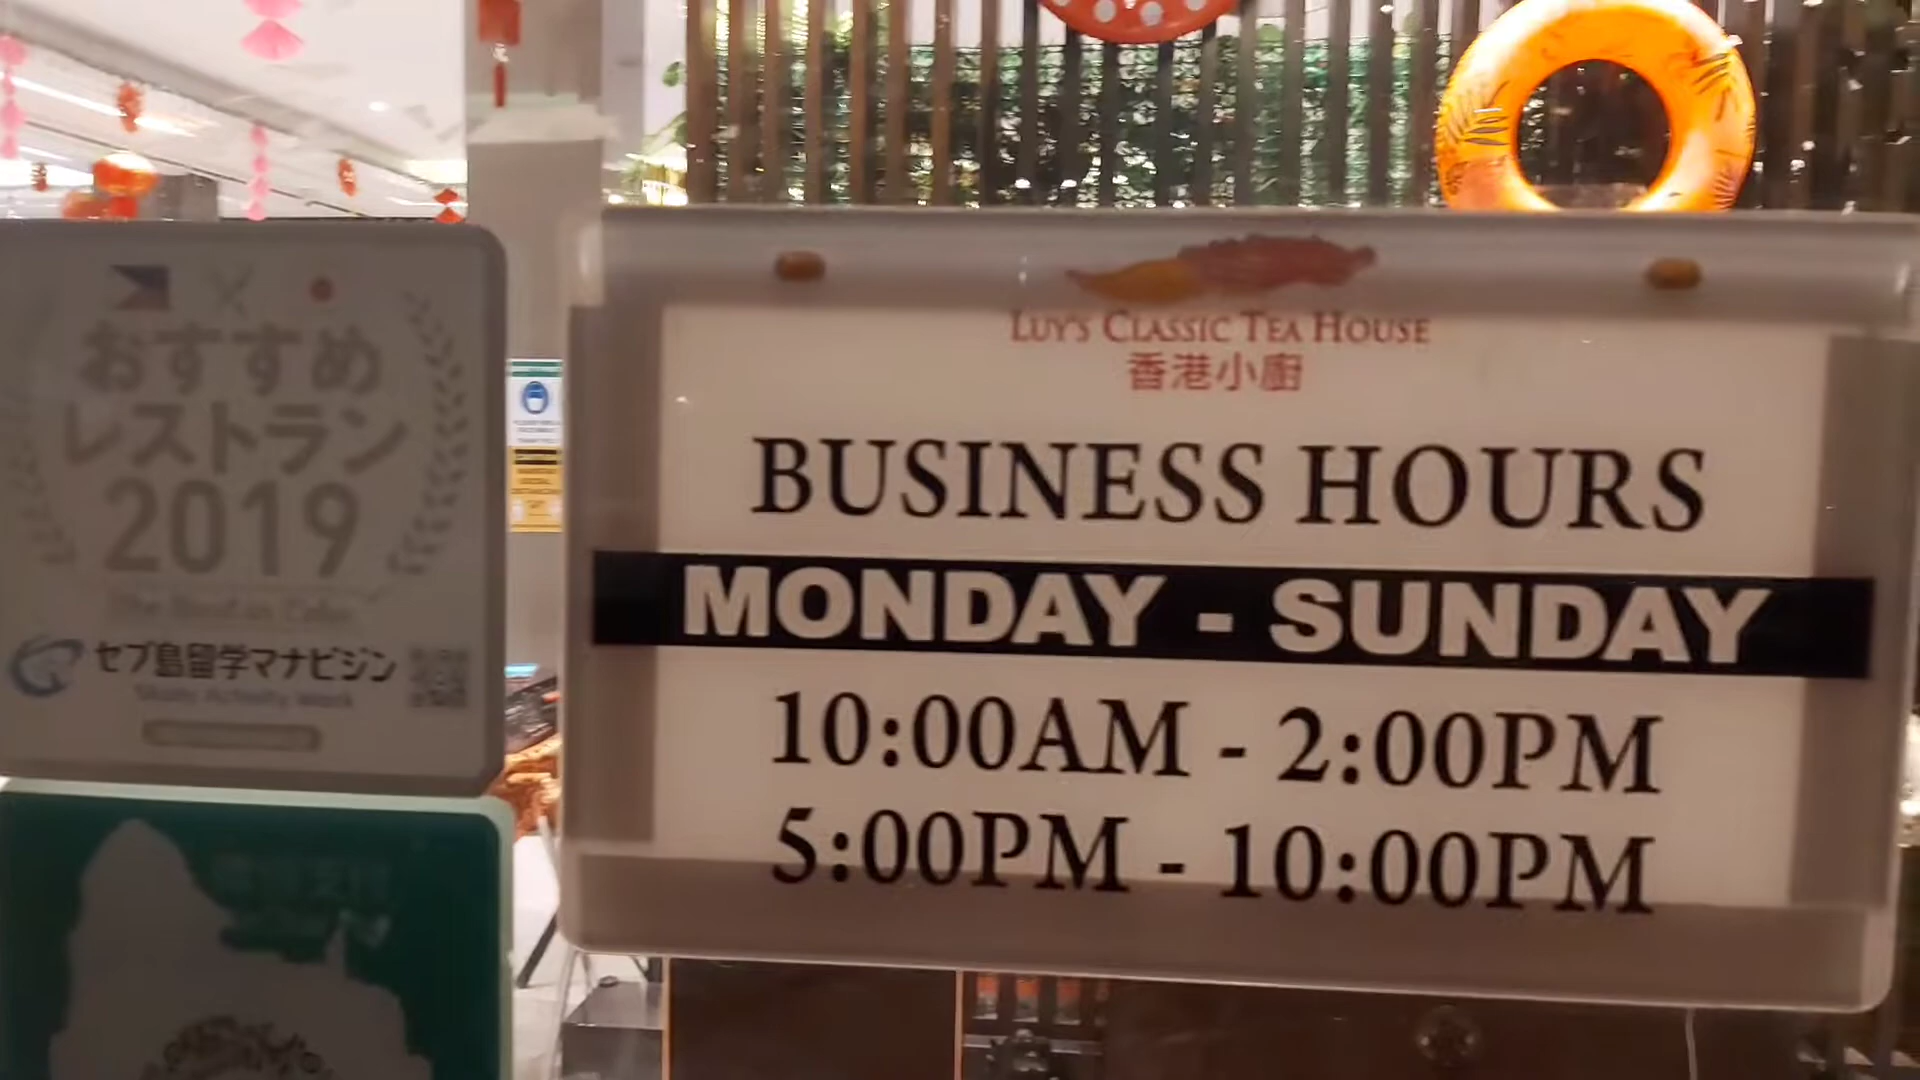 おすすめ
レストラン
2019
セブ島留学マナビジン
LUY'S CLASSIC TEA HOUSE
香港小廚
BUSINESS HOURS
MONDAY - SUNDAY
10:00AM - 2:00PM
5:00PM - 10:00PM